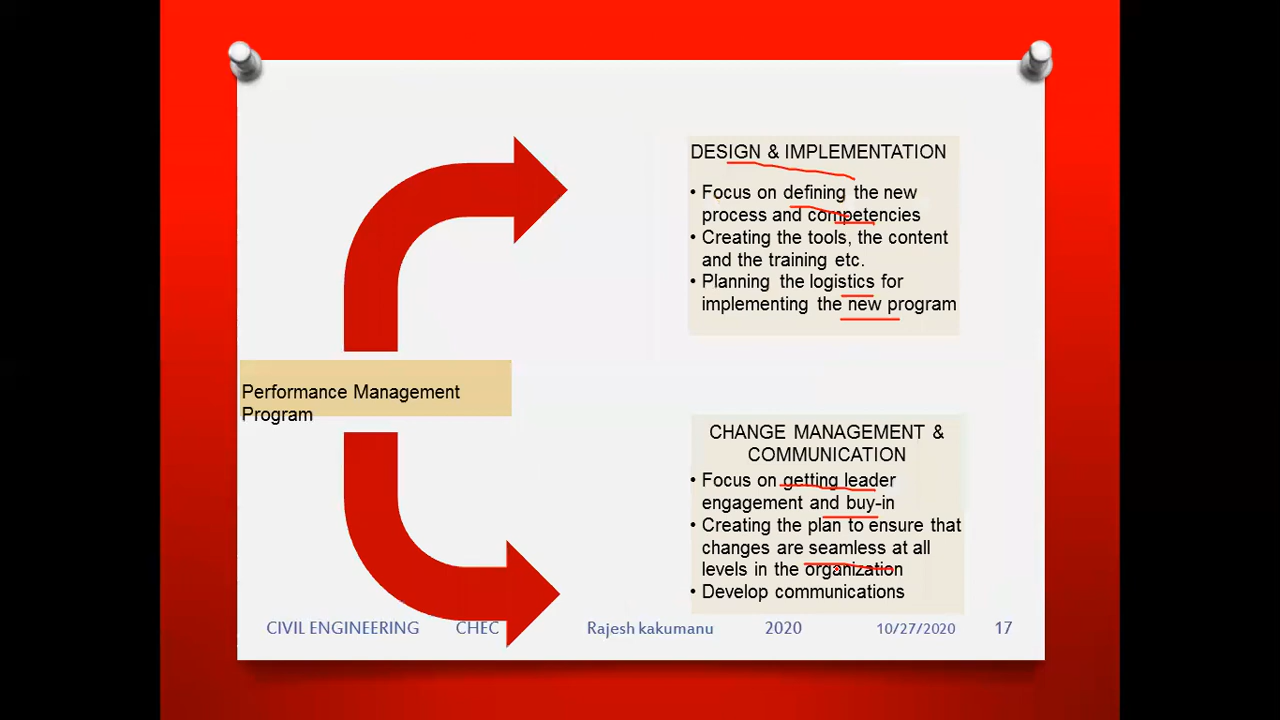 DESIGN & IMPLEMENTATION
• Focus on defining the new
process and competencies
• Creating the tools, the content
and the training etc.
• Planning the logistics for
implementing the new program
Performance Management
Program
CHANGE MANAGEMENT &
COMMUNICATION
• Focus on getting leader
engagement and buy-in
• Creating the plan to ensure that
changes are seamless at all
levels in the organization
• Develop communications
CIVIL ENGINEERING CHEC Rajesh kakumanu 2020 10/27/2020 17